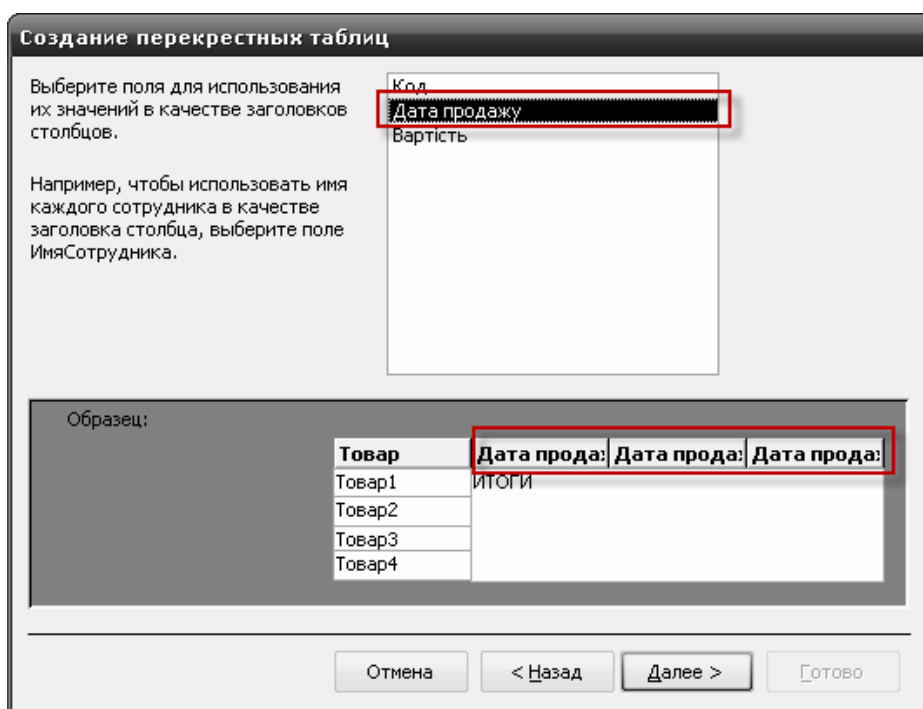 Создание перекрестных таблиц
Выберите поля для использования
их значений в качестве заголовков
столбцов.
Например, чтобы использовать имя
каждого сотрудника в качестве
заголовка столбца, выберите поле
ИмяСотрудника.
Код
Дата продажу
Вартість
Образец:
Товар Дата прода: Дата прода: Дата прода:
Товар1 ИТОГИ
Товар2
Товар3
Товар4
Отмена < Назад Далее > Готово